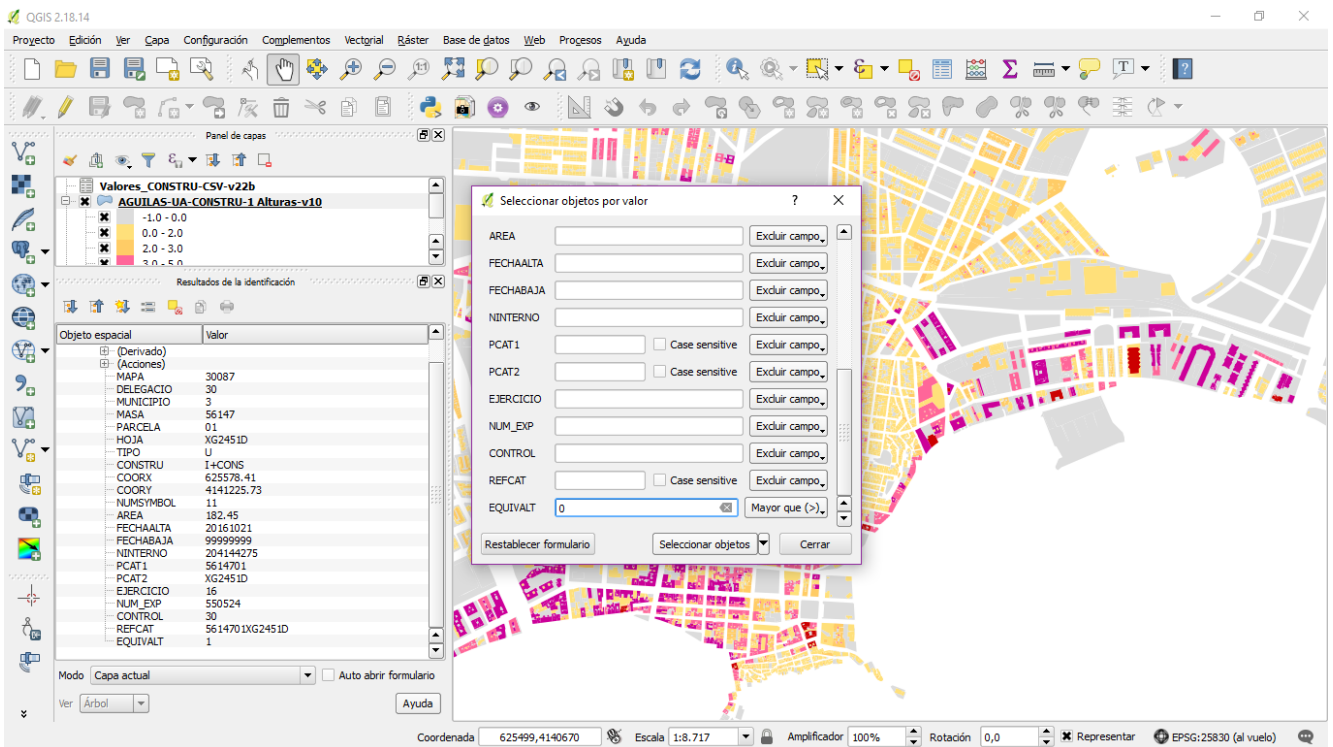 QGIS 2.18.14
Proyecto Edición Ver Capa Configuración Complementos Vectorial Ráster Base de datos Web Procesos Ayuda
Panel de capas
Valores_CONSTRU-CSV-v22b
AGUILAS-UA-CONSTRU-1 Alturas-v10
-1.0 - 0.0
0.0 - 2.0
2.0 - 3.0
3.0 - 5.0
Resultados de la identificación
Objeto espacial Valor
(Derivado)
(Acciones)
MAPA 30087
DELEGACIO 30
MUNICIPIO 3
MASA 56147
PARCELA 01
HOJA XG2451D
TIPO U
CONSTRU I+CONS
COORX 625578.41
COORY 4141225.73
NUMSYMBOL 11
AREA 182.45
FECHAALTA 20161021
FECHABAJA 99999999
NINTERNO 204144275
PCAT1 5614701
PCAT2 XG2451D
EJERCICIO 16
NUM_EXP 550524
CONTROL 30
REFCAT 5614701XG2451D
EQUIVALT 1
Modo Capa actual Auto abrir formulario
Ver Árbol Ayuda
Seleccionar objetos por valor ?
AREA Excluir campo
FECHAALTA Excluir campo
FECHABAJA Excluir campo
NINTERNO Excluir campo
PCAT1 Case sensitive Excluir campo
PCAT2 Case sensitive Excluir campo
EJERCICIO Excluir campo
NUM_EXP Excluir campo
CONTROL Excluir campo
REFCAT Case sensitive Excluir campo
EQUIVALT 0 Mayor que (>)
Restablecer formulario Seleccionar objetos Cerrar
Coordenada 625499,4140670 Escala 1:8.717 Amplificador 100% Rotación 0,0 Representar EPSG:25830 (al vuelo)